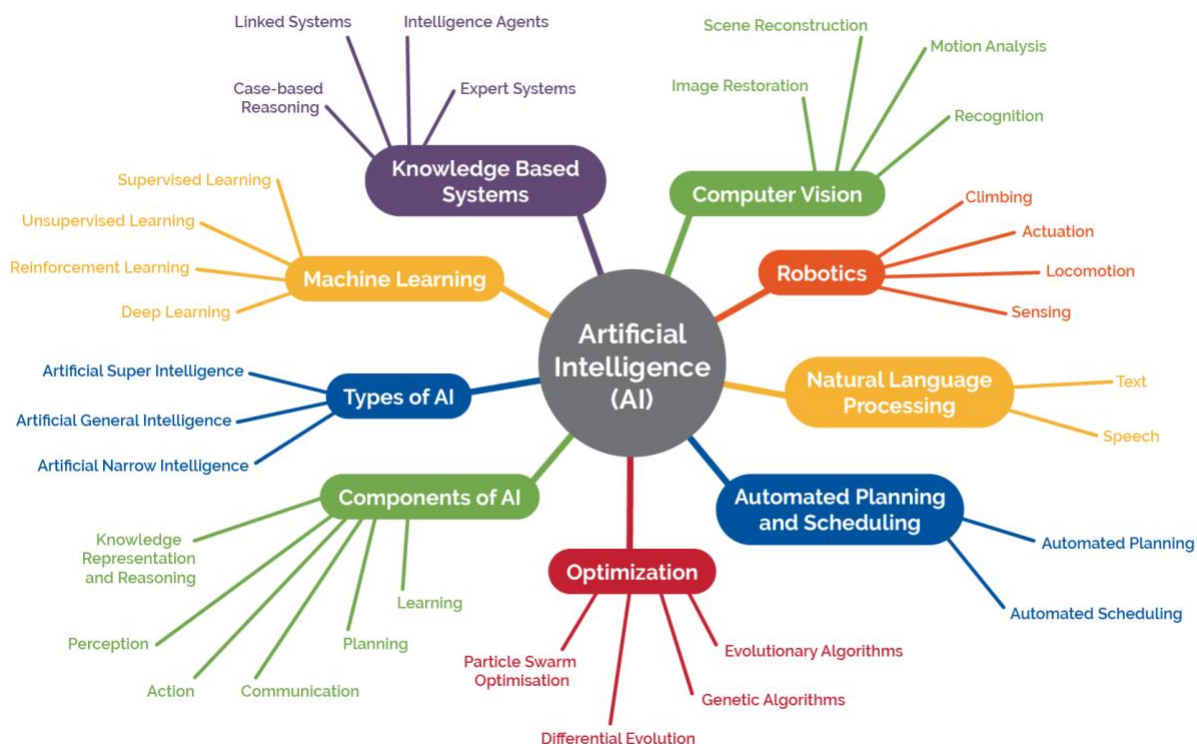 Linked Systems
Intelligence Agents
Case-based
Reasoning
Expert Systems
Knowledge Based
Systems
Scene Reconstruction
Motion Analysis
Image Restoration
Recognition
Computer Vision
Supervised Learning
Unsupervised Learning
Reinforcement Learning
Deep Learning
Machine Learning
Climbing
Actuation
Locomotion
Sensing
Robotics
Artificial
Intelligence
(AI)
Artificial Super Intelligence
Artificial General Intelligence
Artificial Narrow Intelligence
Types of AI
Natural Language
Processing
Text
Speech
Components of AI
Knowledge
Representation
and Reasoning
Perception
Action
Communication
Planning
Learning
Optimization
Particle Swarm
Optimisation
Differential Evolution
Genetic Algorithms
Evolutionary Algorithms
Automated Planning
and Scheduling
Automated Planning
Automated Scheduling